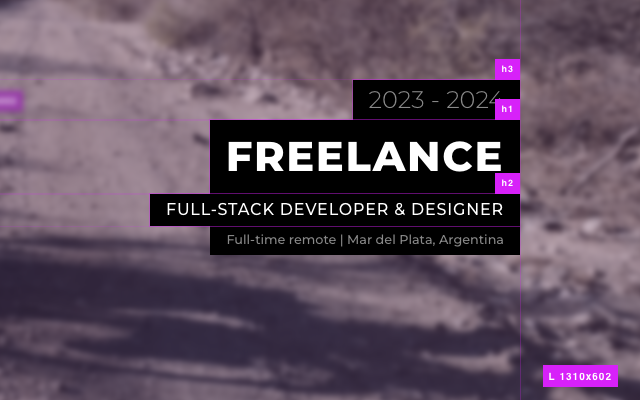 h3
2023 - 2024
h1
FREELANCE
h2
FULL-STACK DEVELOPER & DESIGNER
Full-time remote | Mar del Plata, Argentina
L 1310x602